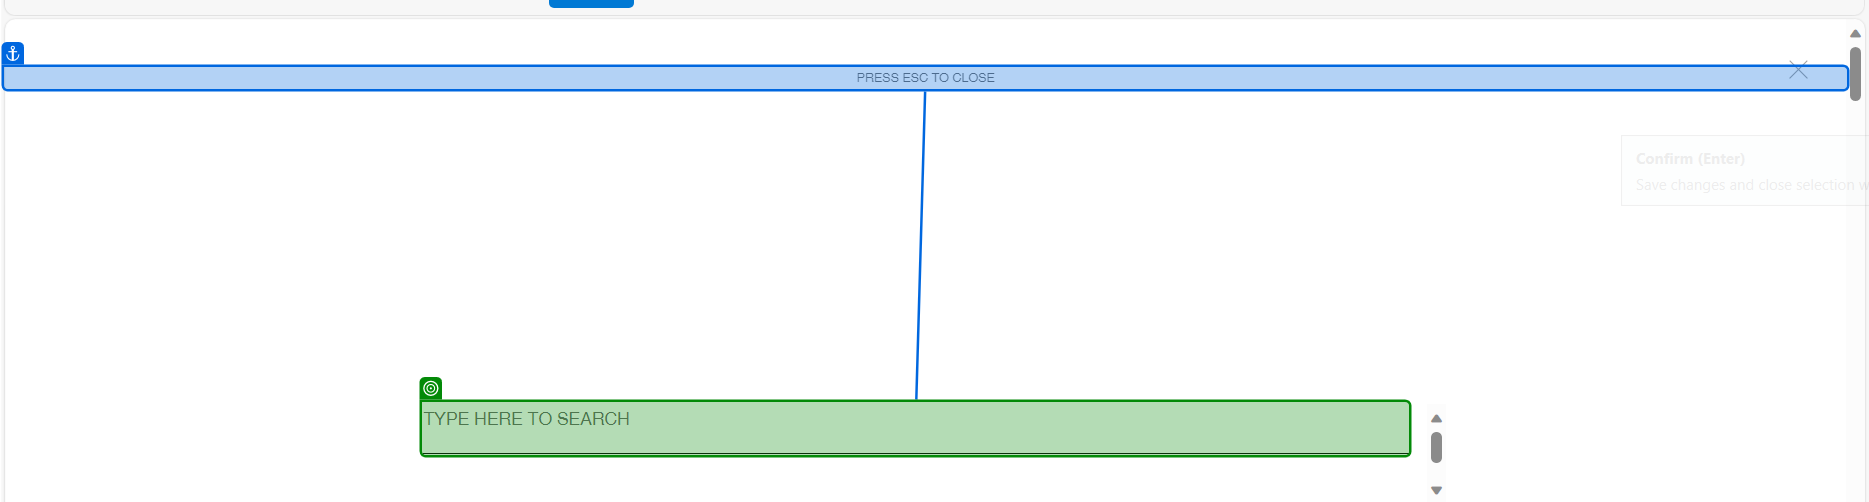 PRESS ESC TO CLOSE
Confirm (Enter)
Save changes and close selection w
TYPE HERE TO SEARCH